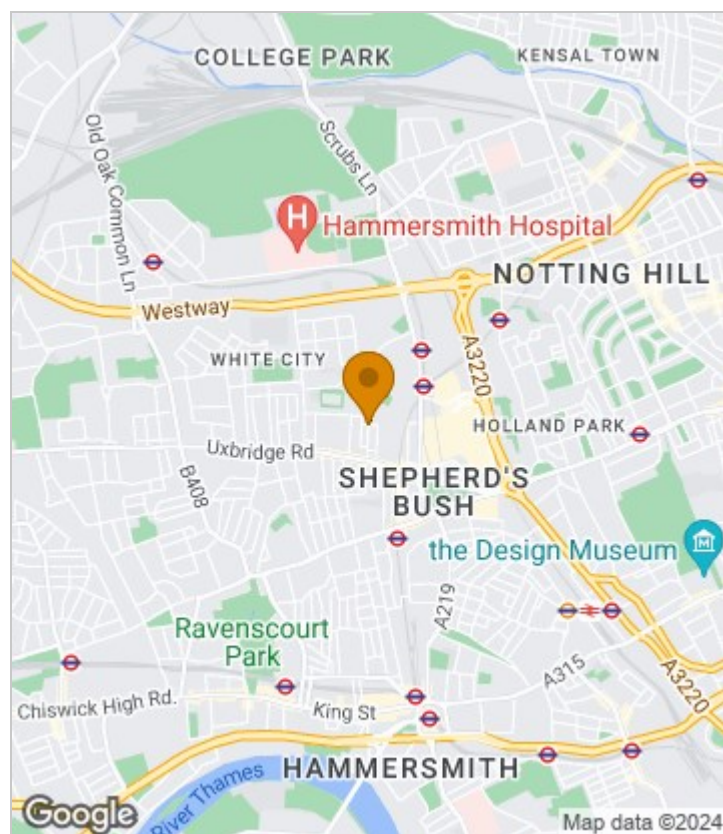 COLLEGE PARK
KENSAL TOWN
Old Oak Common Ln
Scrubs Ln
H
Hammersmith Hospital
NOTTING HILL
Westway
A3220
WHITE CITY
HOLLAND PARK
Uxbridge Rd
SHEPHERD'S
BUSH
B408
the Design Museum
M
A219
Ravenscourt
Park
A315
A3220
Chiswick High Rd.
King St
HAMMERSMITH
River Thames
Google
Map data ©2024